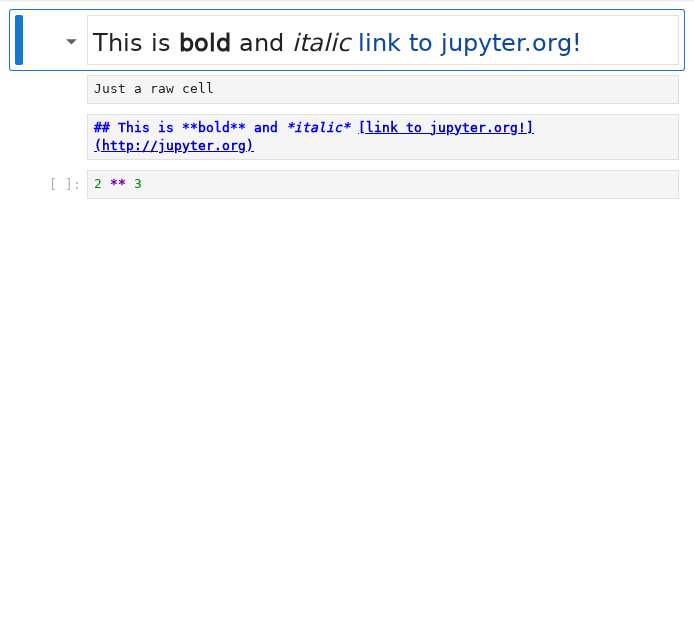 This is bold and italic link to jupyter.org!
Just a raw cell
## This is **bold** and *italic* [link to jupyter.org!]
(http://jupyter.org)
[ ]: 2 ** 3